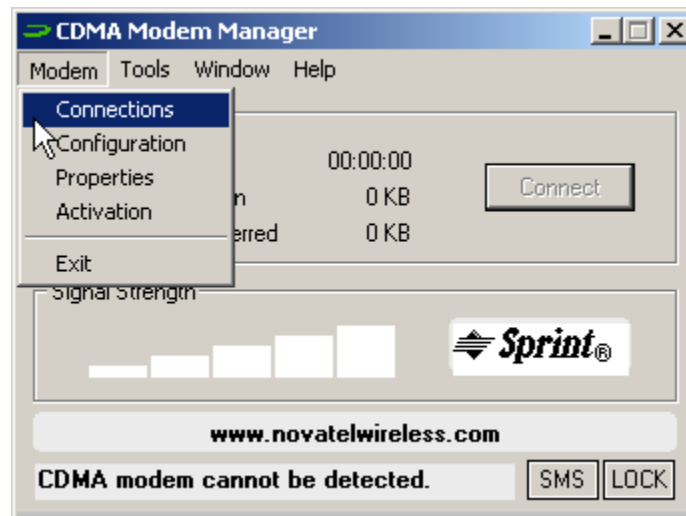 CDMA Modem Manager
Modem Tools Window Help
Connections
Configuration
Properties
Activation
Exit
00:00:00
0 KB
0 KB
Connect
Signal Strength
Sprint®
www.novatelwireless.com
CDMA modem cannot be detected.
SMS LOCK